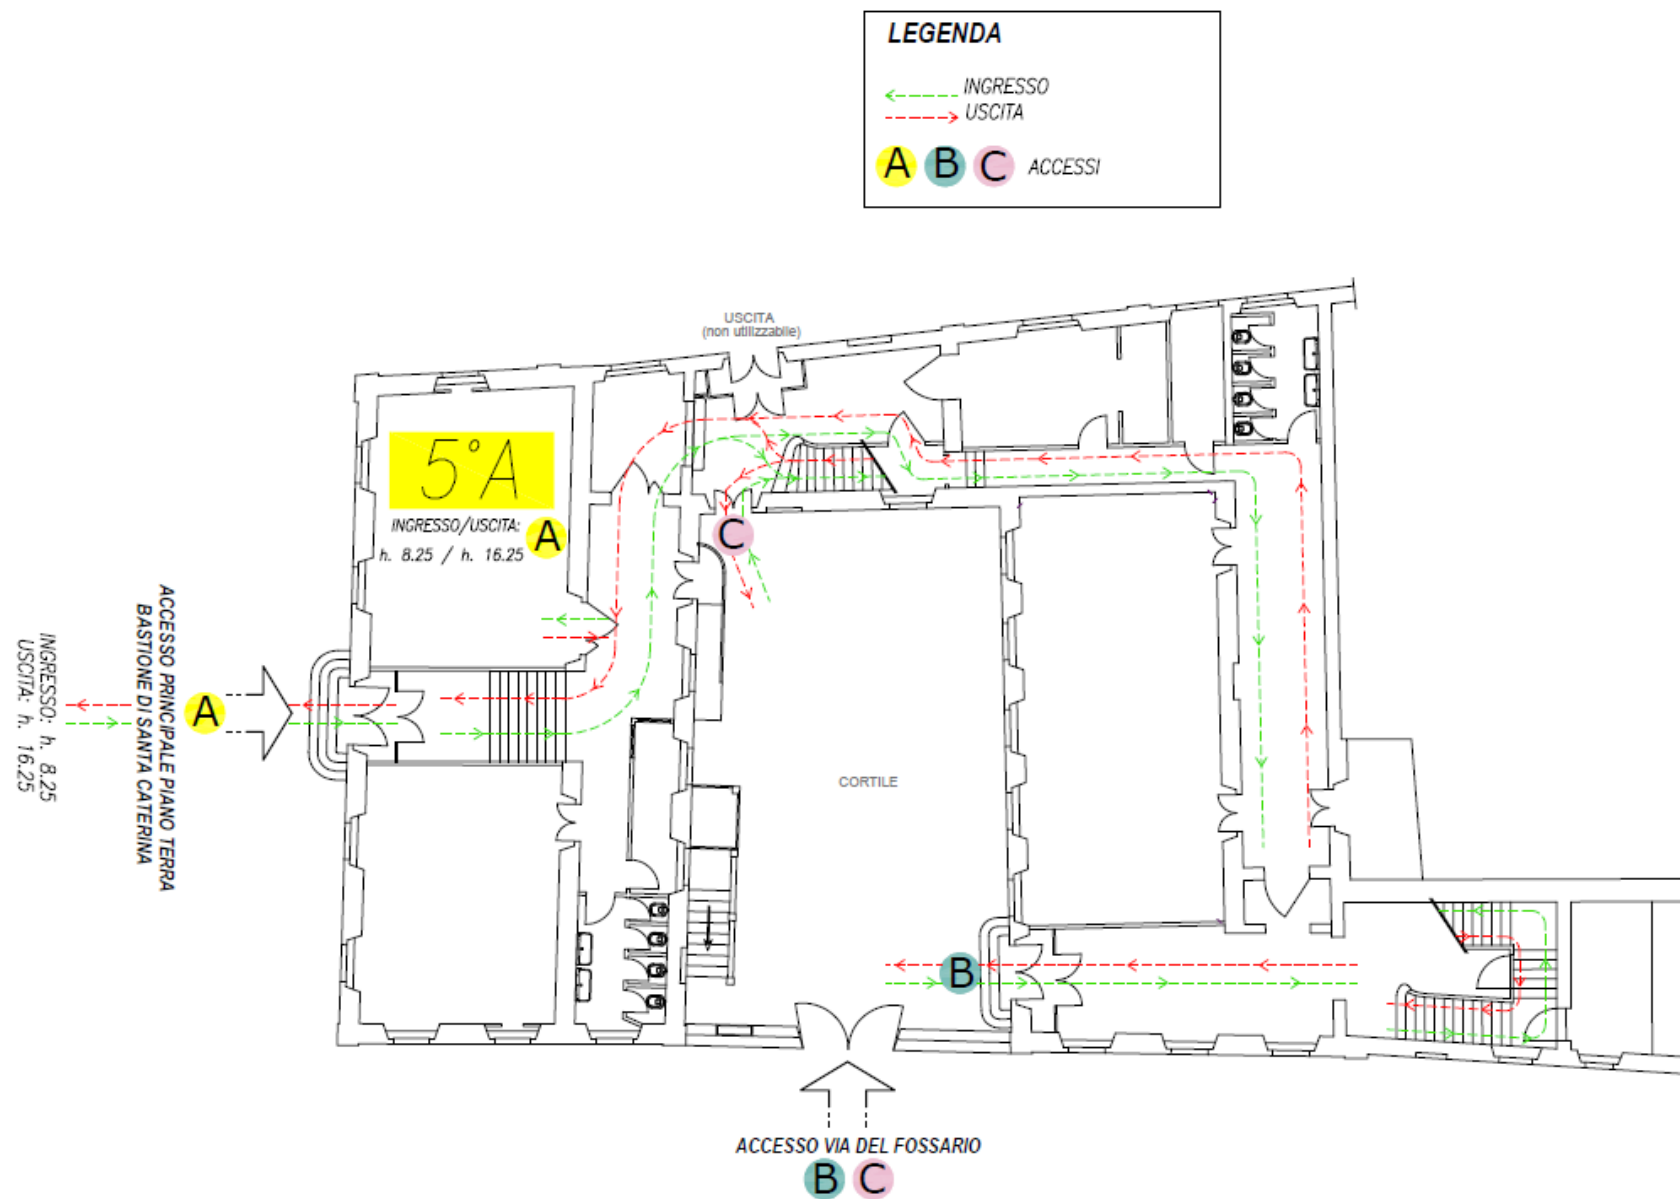 LEGENDA
INGRESSO
USCITA
A B C ACCESSI
USCITA
(non utilizzabile)
5°A
INGRESSO/USCITA:
h. 8.25 / h. 16.25
A
C
ACCESSO PRINCIPALE PIANO TERRA
BASTIONE DI SANTA CATERINA
INGRESSO: h. 8.25
USCITA: h. 16.25
A
CORTILE
B
ACCESSO VIA DEL FOSSARIO
B C